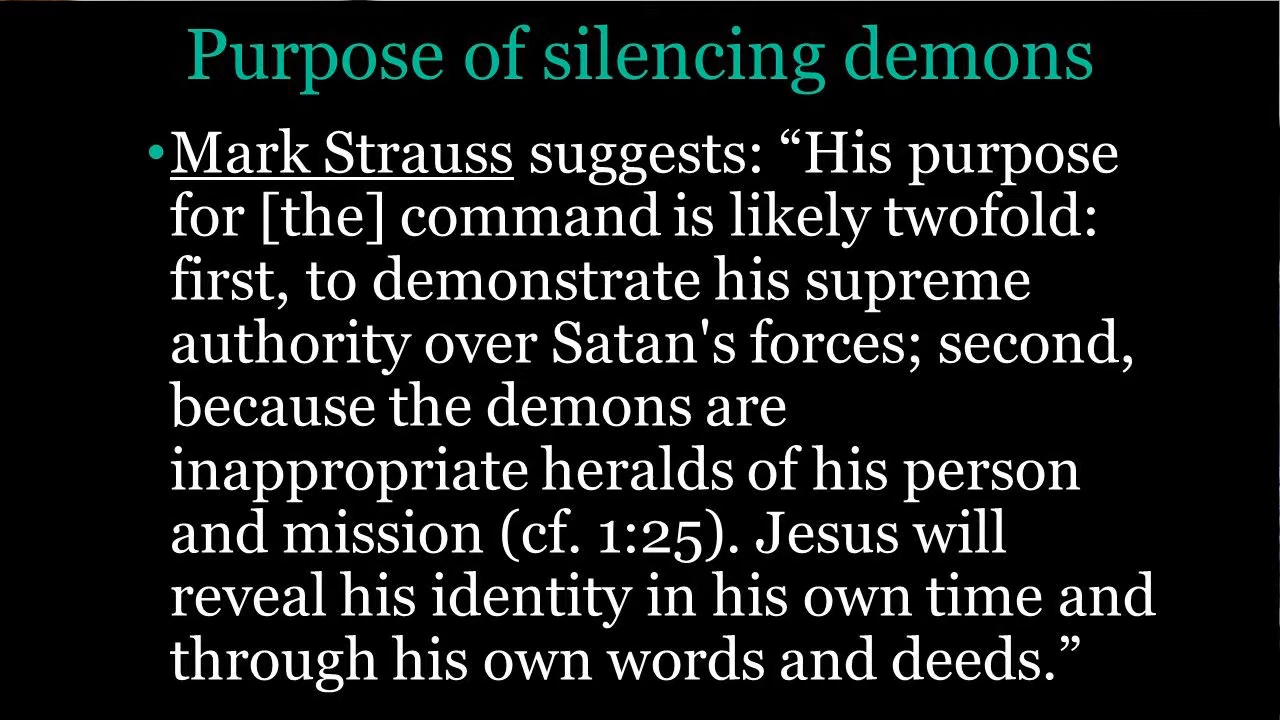 Purpose of silencing demons
•Mark Strauss suggests: “His purpose
for [the] command is likely twofold:
first, to demonstrate his supreme
authority over Satan's forces; second,
because the demons are
inappropriate heralds of his person
and mission (cf. 1:25). Jesus will
reveal his identity in his own time and
through his own words and deeds.”